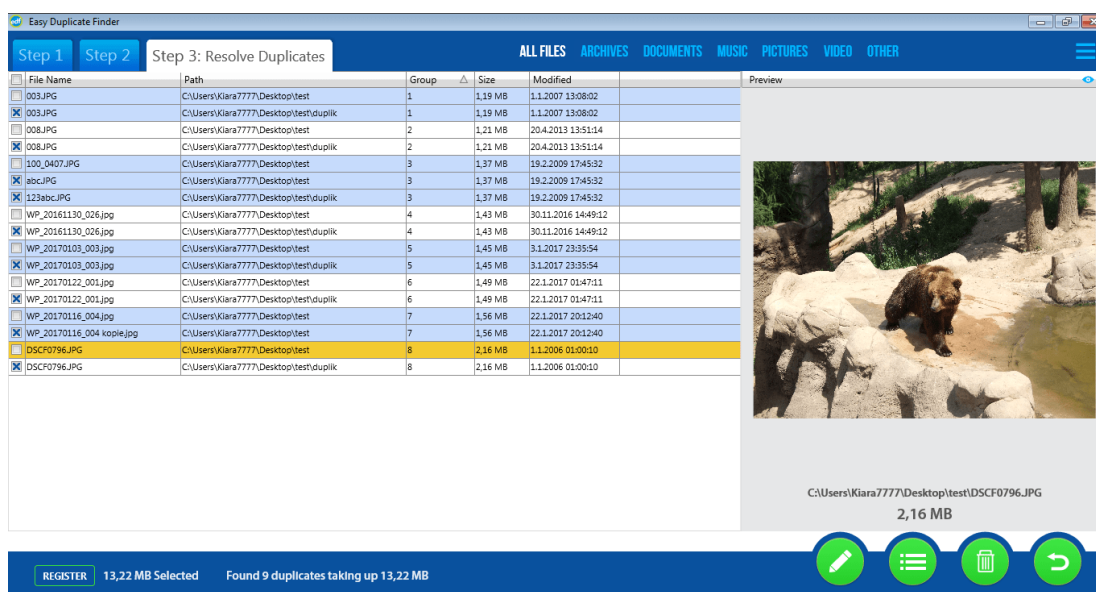 edf Easy Duplicate Finder
Step 1 Step 2 Step 3: Resolve Duplicates ALL FILES ARCHIVES DOCUMENTS MUSIC PICTURES VIDEO OTHER
File Name Path Group Size Modified Preview
003.JPG C:\Users\Kiara7777\Desktop\test 1 1,19 MB 1.1.2007 13:08:02
003.JPG C:\Users\Kiara7777\Desktop\test\duplik 1 1,19 MB 1.1.2007 13:08:02
008.JPG C:\Users\Kiara7777\Desktop\test 2 1,21 MB 20.4.2013 13:51:14
008.JPG C:\Users\Kiara7777\Desktop\test\duplik 2 1,21 MB 20.4.2013 13:51:14
100_0407.JPG C:\Users\Kiara7777\Desktop\test 3 1,37 MB 19.2.2009 17:45:32
abc.JPG C:\Users\Kiara7777\Desktop\test\duplik 3 1,37 MB 19.2.2009 17:45:32
123abc.JPG C:\Users\Kiara7777\Desktop\test\duplik 3 1,37 MB 19.2.2009 17:45:32
WP_20161130_026.jpg C:\Users\Kiara7777\Desktop\test 4 1,43 MB 30.11.2016 14:49:12
WP_20161130_026.jpg C:\Users\Kiara7777\Desktop\test\duplik 4 1,43 MB 30.11.2016 14:49:12
WP_20170103_003.jpg C:\Users\Kiara7777\Desktop\test 5 1,45 MB 3.1.2017 23:35:54
WP_20170103_003.jpg C:\Users\Kiara7777\Desktop\test\duplik 5 1,45 MB 3.1.2017 23:35:54
WP_20170122_001.jpg C:\Users\Kiara7777\Desktop\test 6 1,49 MB 22.1.2017 01:47:11
WP_20170122_001.jpg C:\Users\Kiara7777\Desktop\test\duplik 6 1,49 MB 22.1.2017 01:47:11
WP_20170116_004.jpg C:\Users\Kiara7777\Desktop\test 7 1,56 MB 22.1.2017 20:12:40
WP_20170116_004 kopie.jpg C:\Users\Kiara7777\Desktop\test 7 1,56 MB 22.1.2017 20:12:40
DSCF0796.JPG C:\Users\Kiara7777\Desktop\test 8 2,16 MB 1.1.2006 01:00:10
DSCF0796.JPG C:\Users\Kiara7777\Desktop\test\duplik 8 2,16 MB 1.1.2006 01:00:10
C:\Users\Kiara7777\Desktop\test\DSCF0796.JPG
2,16 MB
REGISTER 13,22 MB Selected Found 9 duplicates taking up 13,22 MB